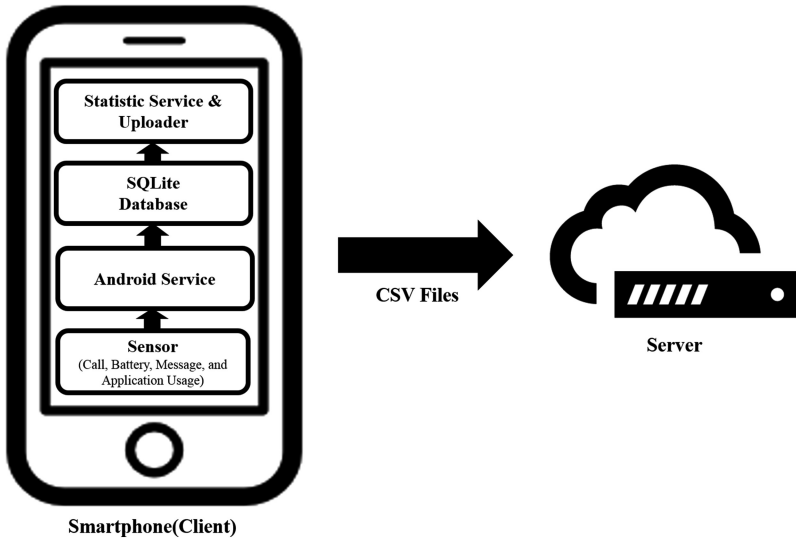 Statistic Service &
Uploader
SQLite
Database
Android Service
Sensor
(Call, Battery, Message, and
Application Usage)
Smartphone(Client)
CSV Files
Server